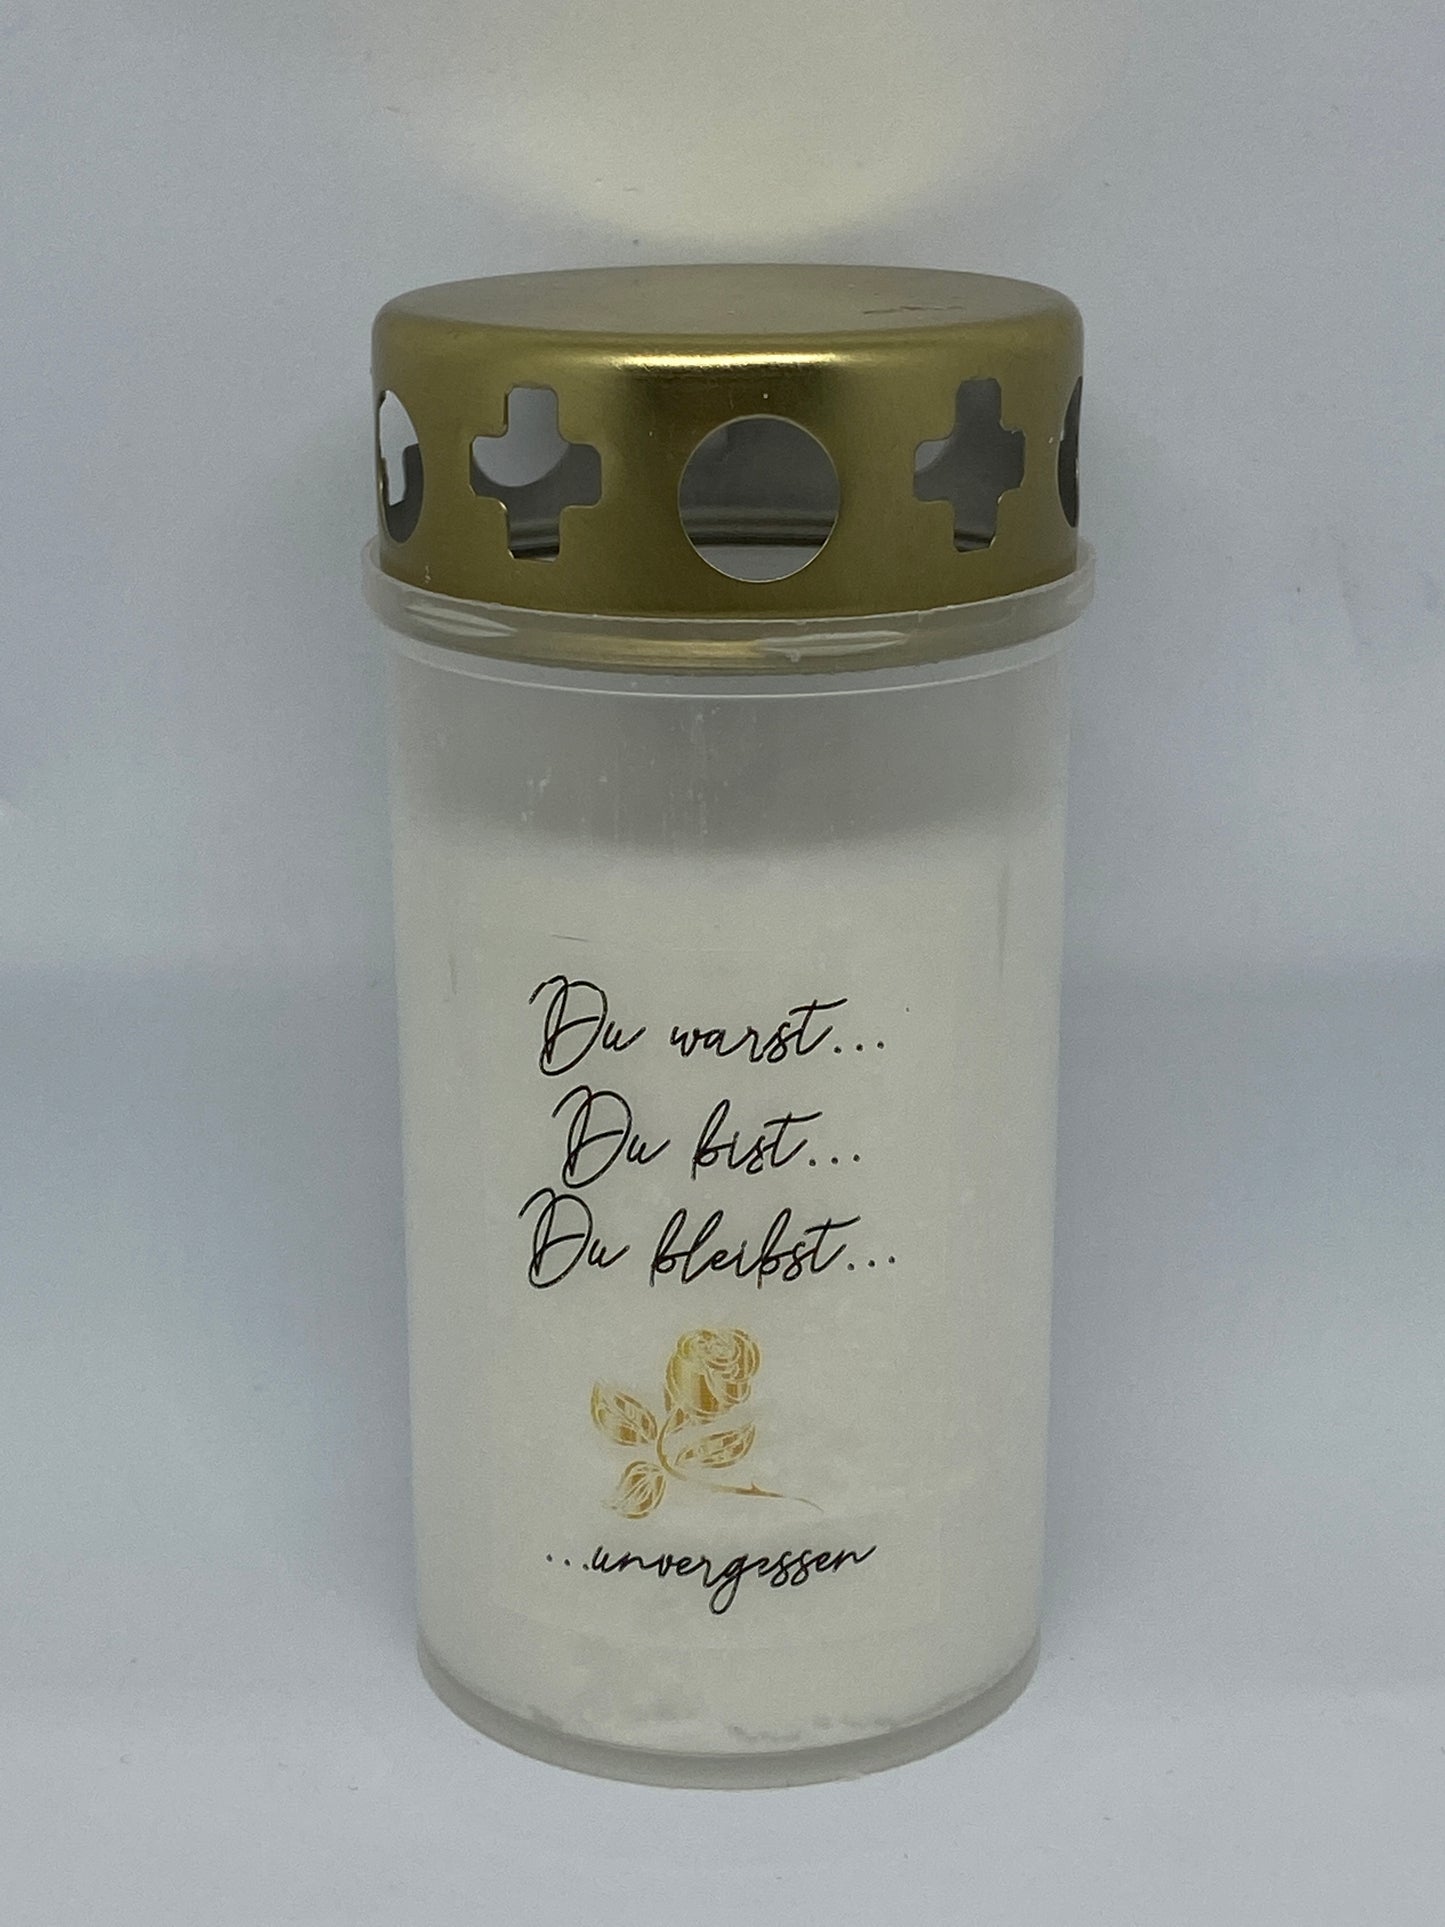 Du warst...
Du bist...
Du bleibst...
...unvergessen